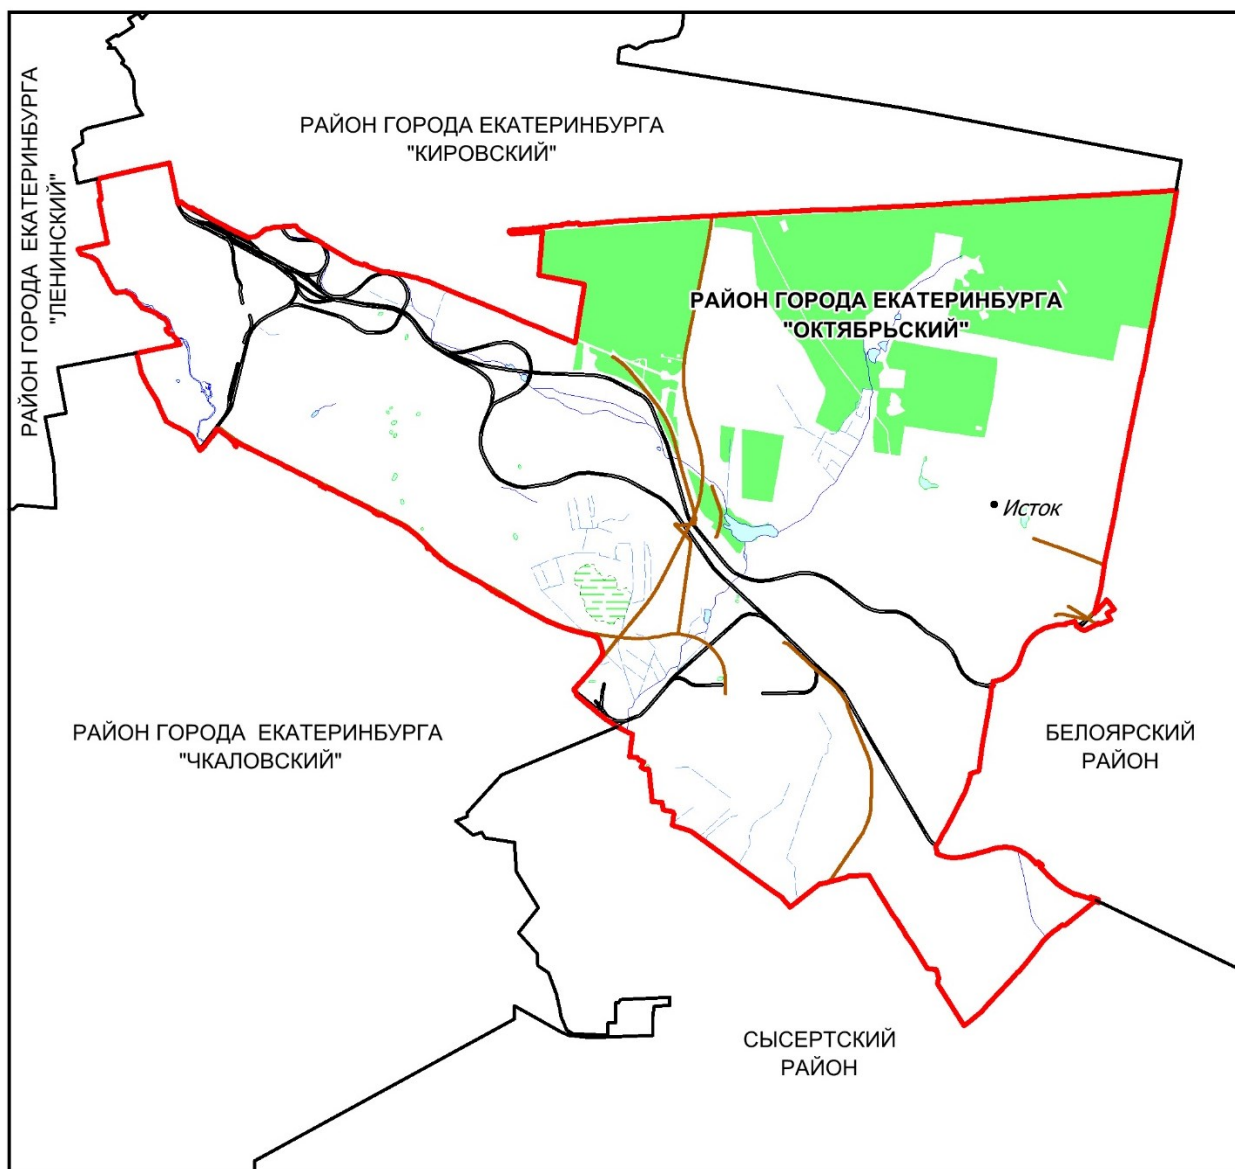 РАЙОН ГОРОДА ЕКАТЕРИНБУРГА
"ЛЕНИНСКИЙ"
РАЙОН ГОРОДА ЕКАТЕРИНБУРГА
"КИРОВСКИЙ"
РАЙОН ГОРОДА ЕКАТЕРИНБУРГА
"ОКТЯБРЬСКИЙ"
Исток
РАЙОН ГОРОДА ЕКАТЕРИНБУРГА
"ЧКАЛОВСКИЙ"
БЕЛОЯРСКИЙ
РАЙОН
СЫСЕРТСКИЙ
РАЙОН